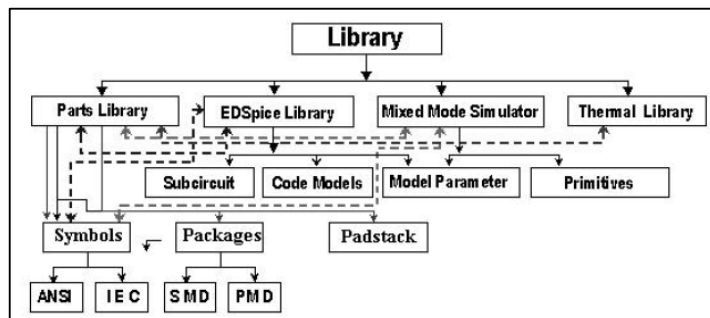 Library
Parts Library
EDSpice Library
Mixed Mode Simulator
Thermal Library
Subcircuit
Code Models
Model Parameter
Primitives
Symbols
Packages
Padstack
ANSI
IEC
SMD
PMD